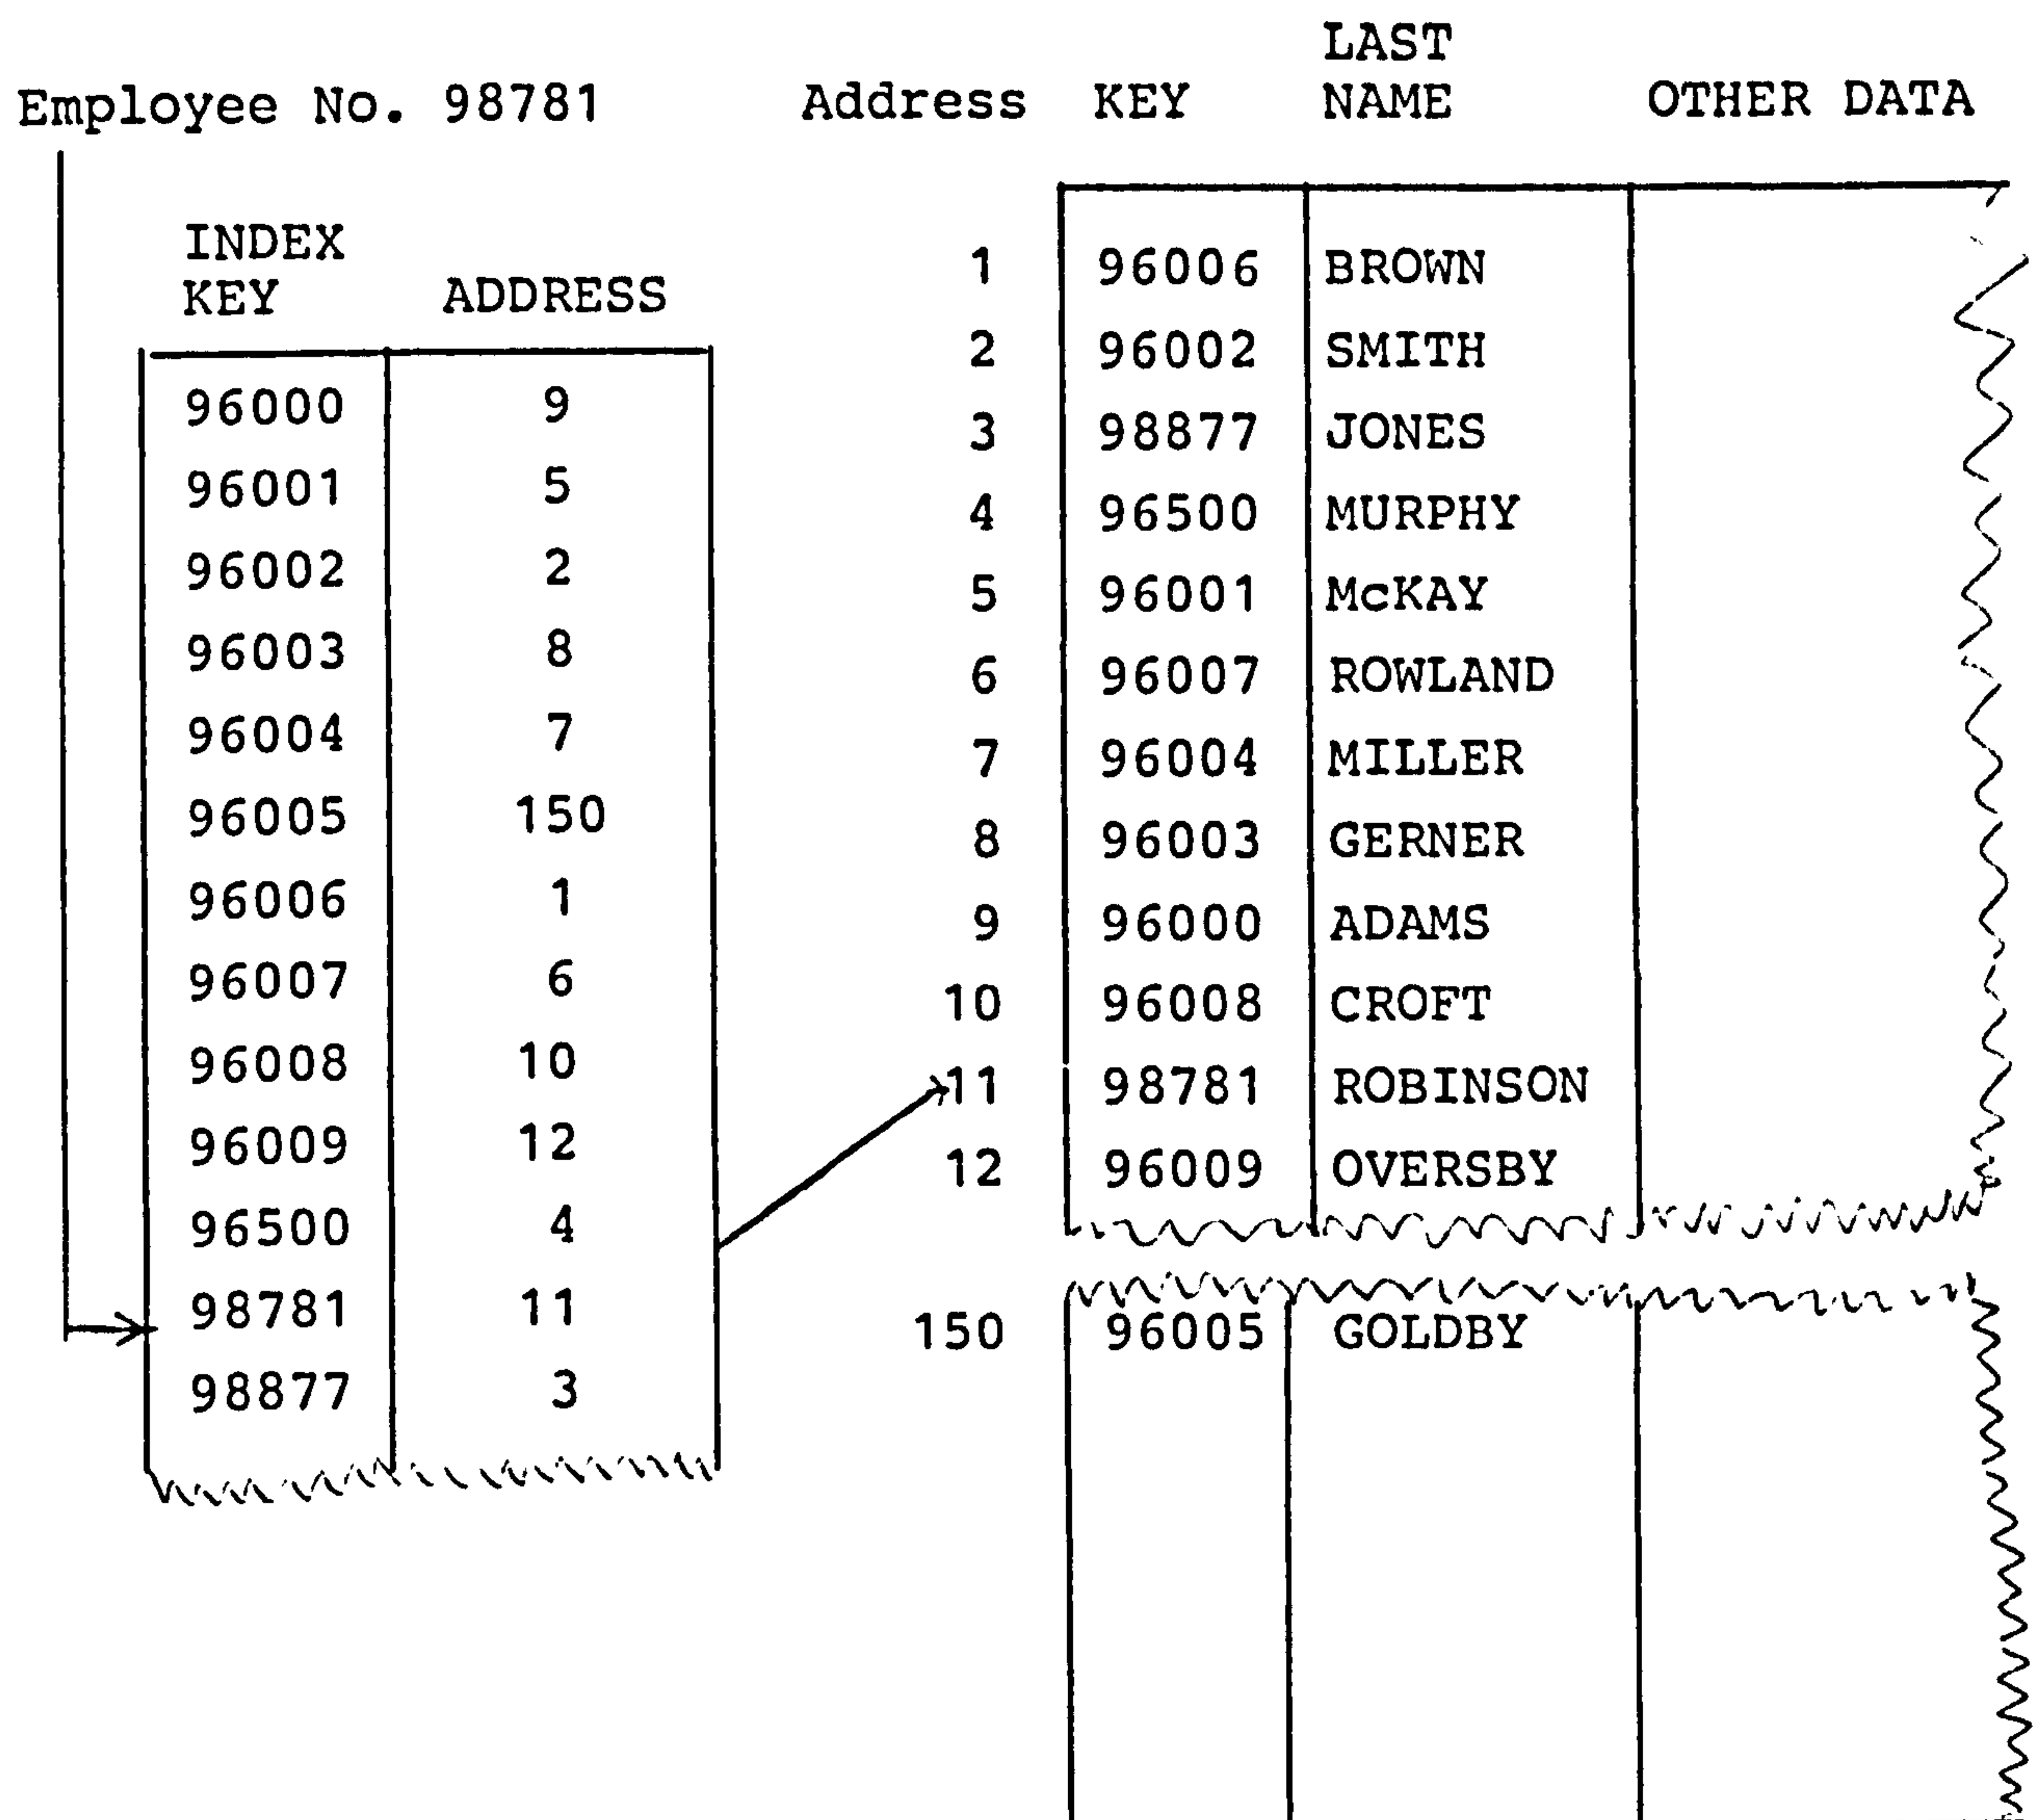 Employee No. 98781
INDEX
KEY ADDRESS
96000 9
96001 5
96002 2
96003 8
96004 7
96005 150
96006 1
96007 6
96008 10
96009 12
96500 4
98781 11
98877 3
LAST
Address KEY NAME OTHER DATA
1 96006 BROWN
2 96002 SMITH
3 98877 JONES
4 96500 MURPHY
5 96001 McKAY
6 96007 ROWLAND
7 96004 MILLER
8 96003 GERNER
9 96000 ADAMS
10 96008 CROFT
11 98781 ROBINSON
12 96009 OVERSBY
150 96005 GOLDBY